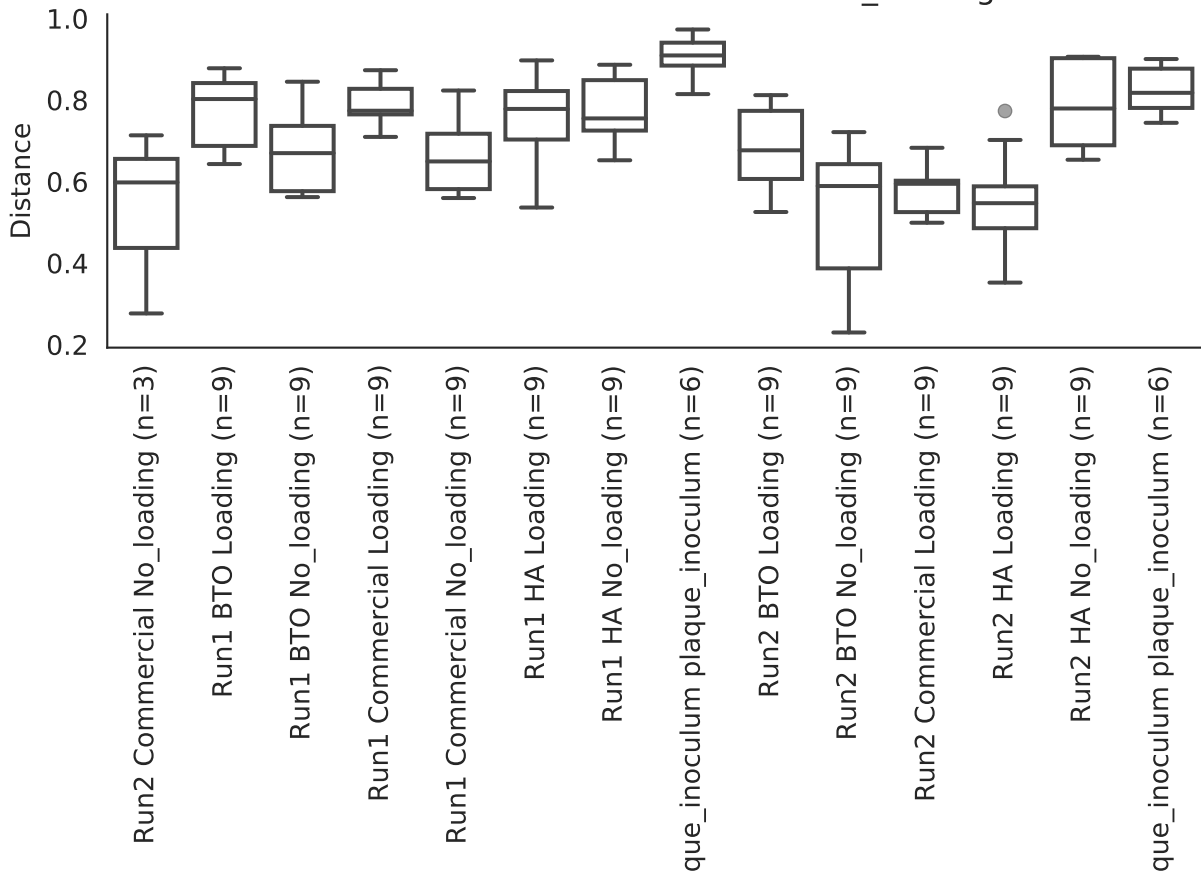 1.0
0.8
0.6
0.4
0.2
Distance
Run2 Commercial No_loading (n=3)
Run1 BTO Loading (n=9)
Run1 BTO No_loading (n=9)
Run1 Commercial Loading (n=9)
Run1 Commercial No_loading (n=9)
Run1 HA Loading (n=9)
Run1 HA No_loading (n=9)
que_inoculum plaque_inoculum (n=6)
Run2 BTO Loading (n=9)
Run2 BTO No_loading (n=9)
Run2 Commercial Loading (n=9)
Run2 HA Loading (n=9)
Run2 HA No_loading (n=9)
que_inoculum plaque_inoculum (n=6)